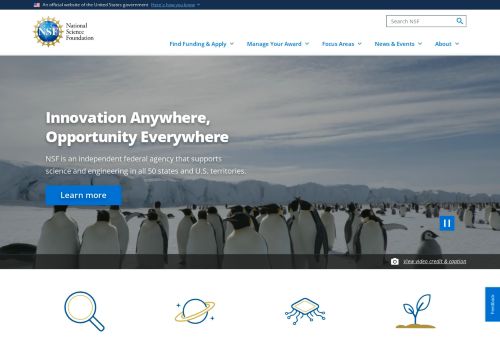 An official website of the United States government Here's how you know
NSF
National
Science
Foundation
Search NSF
Find Funding & Apply Manage Your Award Focus Areas News & Events About
Innovation Anywhere,
Opportunity Everywhere
NSF is an independent federal agency that supports
science and engineering in all 50 states and U.S. territories.
Learn more
View video credit & caption
Feedback